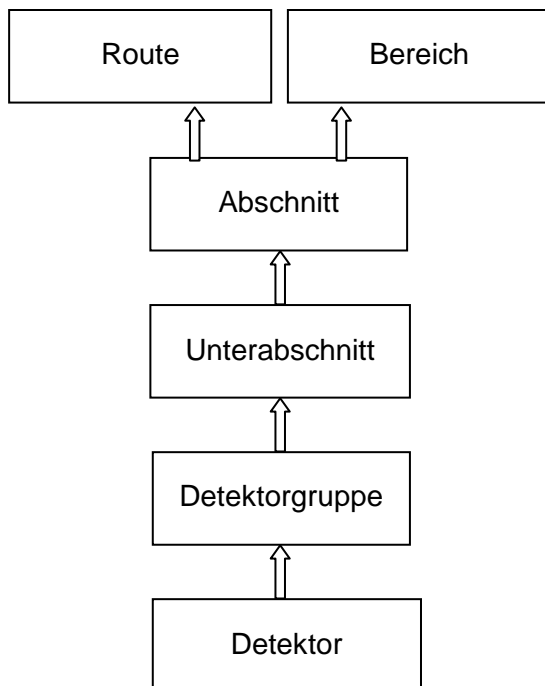 Route
Bereich
Abschnitt
Unterabschnitt
Detektorgruppe
Detektor